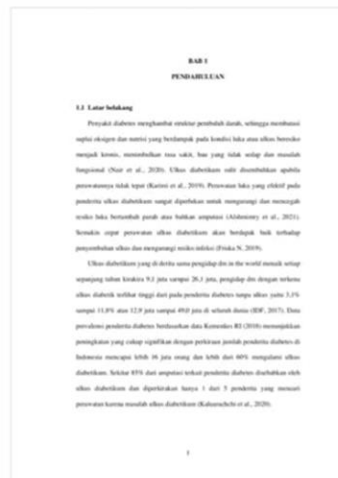 BAB 1
PENDAHULUAN
1.1 Latar Belakang
Penyakit diabetes menghambat struktur pembuluh darah, sehingga membatasi
suplai oksigen dan nutrisi yang berdampak pada kondisi luka atau ulkus beresiko
menjadi kronis, menimbulkan rasa sakit, bau yang tidak sedap dan masalah
fungsional (Nair et al., 2020). Ulkus diabetikum sulit disembuhkan apabila
perawatannya tidak tepat (Karimi et al., 2019). Perawatan luka yang efektif pada
penderita ulkus diabetikum sangat diperlukan untuk mengurangi dan mencegah
resiko luka bertambah parah atau bahkan amputasi (Alshmimry et al., 2021).
Semakin cepat perawatan ulkus diabetikum akan berdapak baik terhadap
penyembuhan ulkus dan mengurangi resiko infeksi (Friska N, 2019).
Ulkus diabetikum yang di derita sama pengidap dm in the world menaik setiap
sepanjang tahun kirakira 9,1 juta sampai 26,1 juta, pengidap dm dengan terkena
ulkus diabetik terlihat tinggi dari pada penderita diabetes tanpa ulkus yaitu 3,1%
sampai 11,8% atau 12,9 juta sampai 49,0 juta di seluruh dunia (IDF, 2017). Data
prevalensi penderita diabetes berdasarkan data Kemenkes RI (2018) menunjukkan
peningkatan yang cukup signifikan dengan perkiraan jumlah penderita diabetes di
Indonesia mencapai lebih 16 juta orang dan lebih dari 60% mengalami ulkus
diabetikum. Sekitar 85% dari amputasi terkait penderita diabetes disebabkan oleh
ulkus diabetikum dan diperkirakan hanya 1 dari 5 penderita yang mencari
perawatan karena masalah ulkus diabetikum et al., 2020).
1